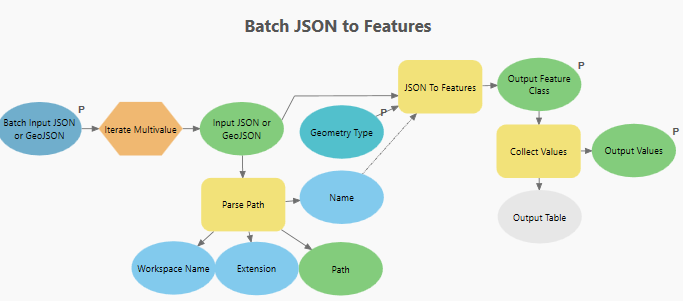 Batch JSON to Features
JSON To Features
Output Feature
Class
P
Batch Input JSON
or GeoJSON
P
Iterate Multivalue
Input JSON or
GeoJSON
Geometry Type
P
Collect Values
Output Values
P
Parse Path
Name
Output Table
Workspace Name
Extension
Path